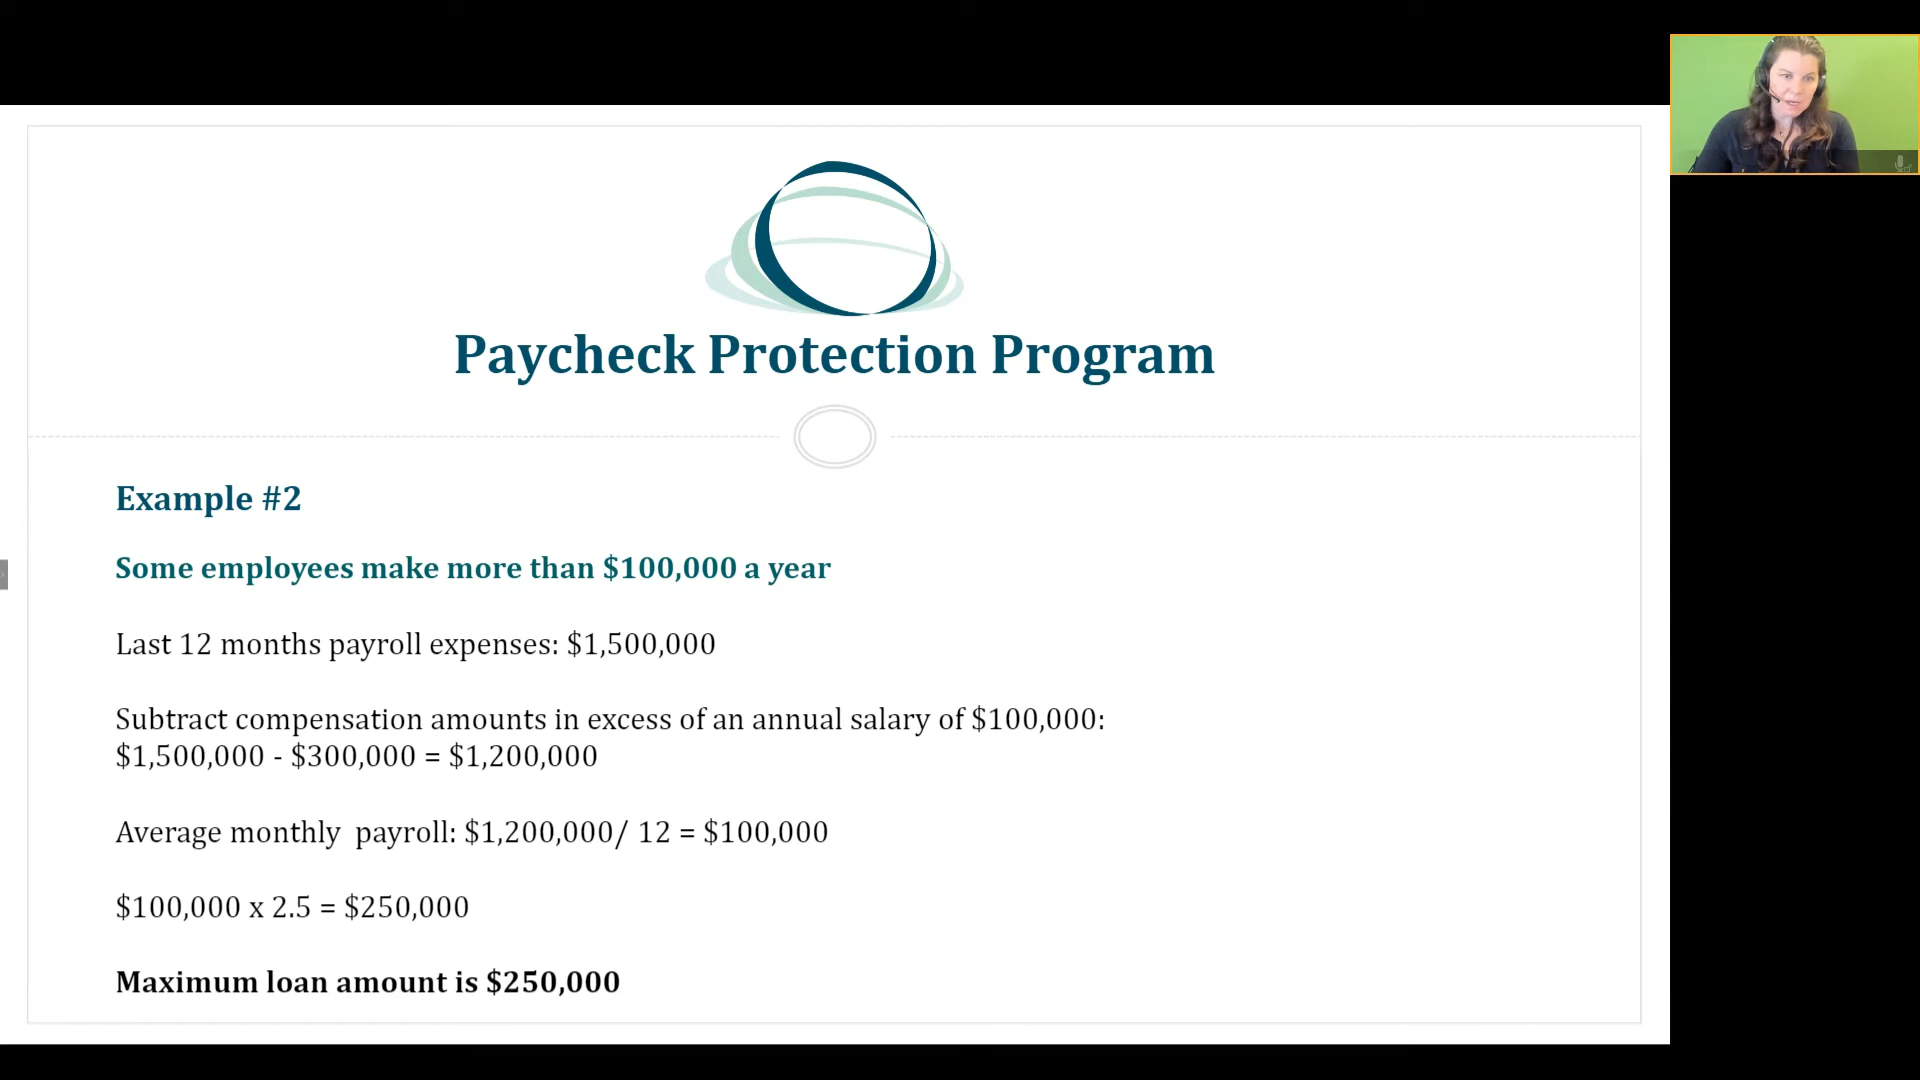 Paycheck Protection Program
Example #2
Some employees make more than $100,000 a year
Last 12 months payroll expenses: $1,500,000
Subtract compensation amounts in excess of an annual salary of $100,000:
$1,500,000 - $300,000 = $1,200,000
Average monthly  payroll: $1,200,000/ 12 = $100,000
$100,000 x 2.5 = $250,000
Maximum loan amount is $250,000